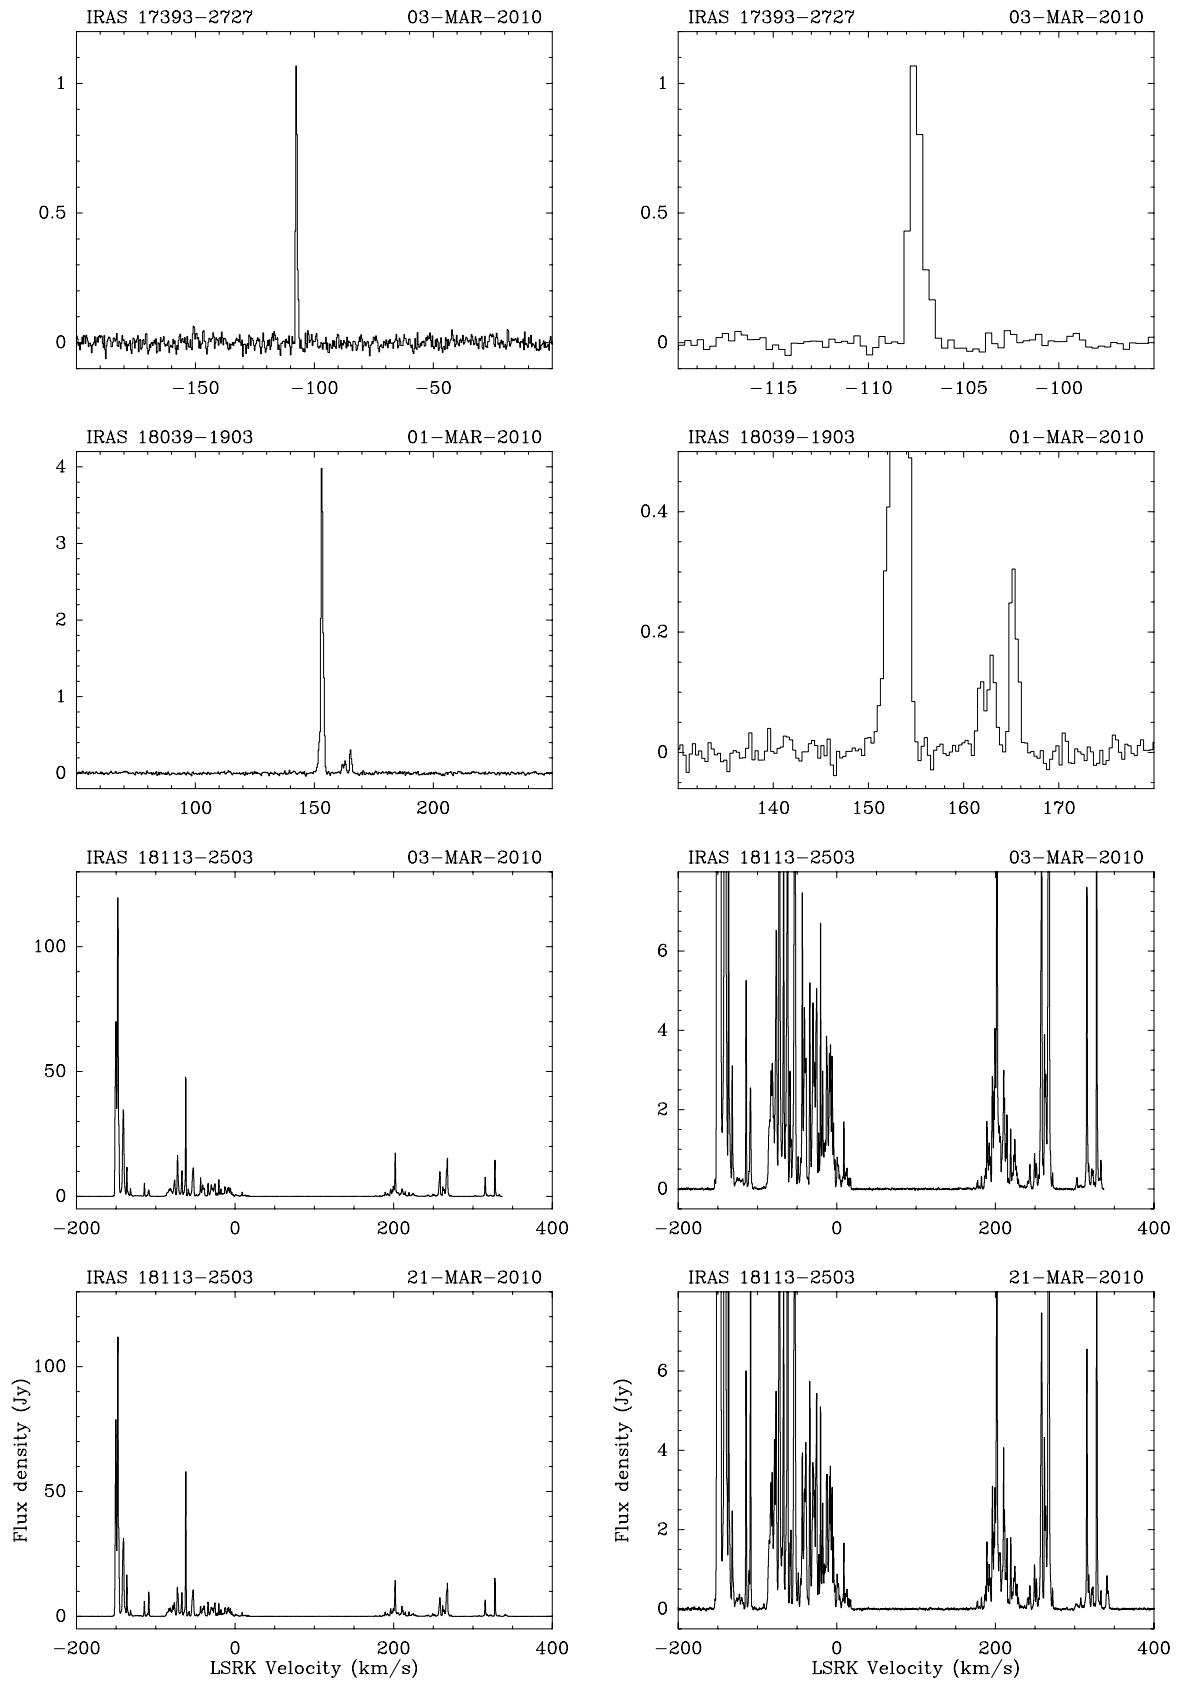 IRAS 17393−2727 03−MAR−2010 IRAS 17393−2727 03−MAR−2010
1 1
0.5 0.5
0 0
−150 −100 −50 −115 −110 −105 −100
IRAS 18039−1903 01−MAR−2010 IRAS 18039−1903 01−MAR−2010
4
3 0.4
2
0.2
1
0 0
100 150 200 140 150 160 170
IRAS 18113−2503 03−MAR−2010 IRAS 18113−2503 03−MAR−2010
100 6
4
50
2
0 0
−200 0 200 400 −200 0 200 400
IRAS 18113−2503 21−MAR−2010 IRAS 18113−2503 21−MAR−2010
100 6
4
50
2
0 0
Flux density (Jy) Flux density (Jy)
−200 0 200 400 −200 0 200 400
LSRK Velocity (km/s) LSRK Velocity (km/s)